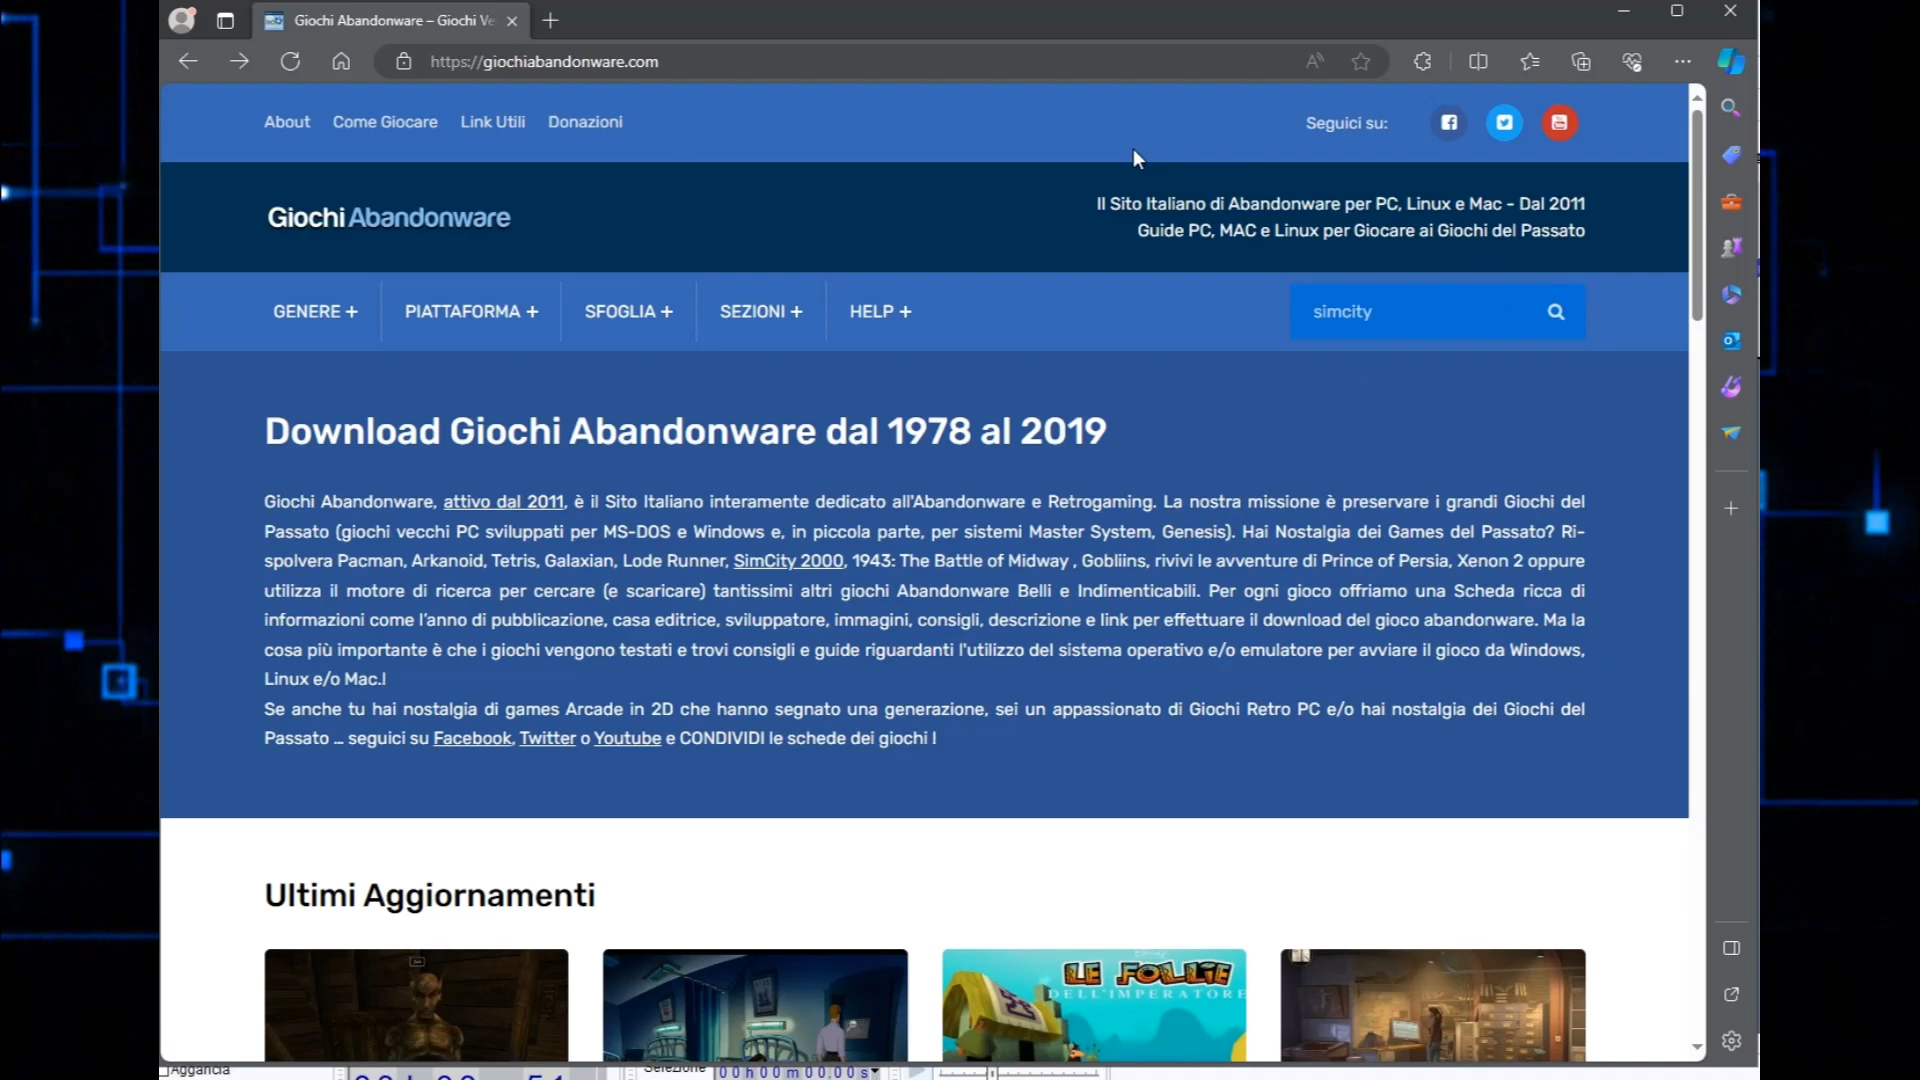 Giochi Abandonware – Giochi Ve
https://giochiabandonware.com
About Come Giocare Link Utili Donazioni Seguici su:
Il Sito Italiano di Abandonware per PC, Linux e Mac - Dal 2011
Giochi Abandonware
Guide PC, MAC e Linux per Giocare ai Giochi del Passato
GENERE + PIATTAFORMA + SFOGLIA + SEZIONI + HELP + simcity
Download Giochi Abandonware dal 1978 al 2019
Giochi Abandonware, attivo dal 2011, è il Sito Italiano interamente dedicato all'Abandonware e Retrogaming. La nostra missione è preservare i grandi Giochi del
Passato (giochi vecchi PC sviluppati per MS-DOS e Windows e, in piccola parte, per sistemi Master System, Genesis). Hai Nostalgia dei Games del Passato? Ri-
spolvera Pacman, Arkanoid, Tetris, Galaxian, Lode Runner, SimCity 2000, 1943: The Battle of Midway , Gobliins, rivivi le avventure di Prince of Persia, Xenon 2 oppure
utilizza il motore di ricerca per cercare (e scaricare) tantissimi altri giochi Abandonware Belli e Indimenticabili. Per ogni gioco offriamo una Scheda ricca di
informazioni come l'anno di pubblicazione, casa editrice, sviluppatore, immagini, consigli, descrizione e link per effettuare il download del gioco abandonware. Ma la
cosa più importante è che i giochi vengono testati e trovi consigli e guide riguardanti l'utilizzo del sistema operativo e/o emulatore per avviare il gioco da Windows,
Linux e/o Mac.!
Se anche tu hai nostalgia di games Arcade in 2D che hanno segnato una generazione, sei un appassionato di Giochi Retro PC e/o hai nostalgia dei Giochi del
Passato ... seguici su Facebook, Twitter o Youtube e CONDIVIDI le schede dei giochi !
Ultimi Aggiornamenti
LE FOLLIE
DELL'IMPERATORE
Aggancia
Selezione 00h00m00.00s